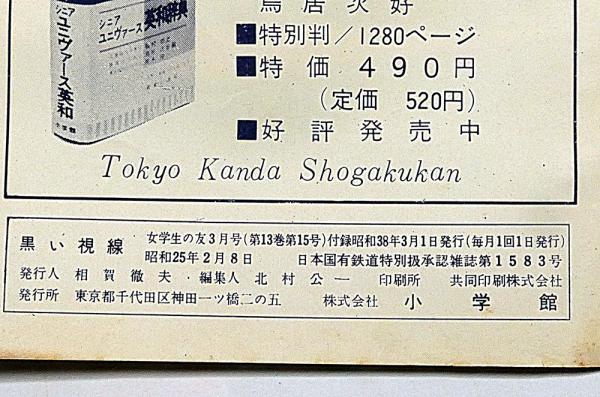 シニア
ユニヴァース英和
小学館
シニア
ユニヴァース
英和辞典
鳥居次好
■特別判/1280ページ
■特価 490円
(定価 520円)
■好評発売中
Tokyo Kanda Shogakukan
黒い視線
女学生の友3月号(第13巻第15号)付録昭和38年3月1日発行(毎月1回1日発行)
昭和25年2月8日 日本国有鉄道特別扱承認雑誌第1583号
発行人 相賀徹夫・編集人 北村公一 印刷所 共同印刷株式会社
発行所 東京都千代田区神田一ツ橋二の五 株式会社 小学館